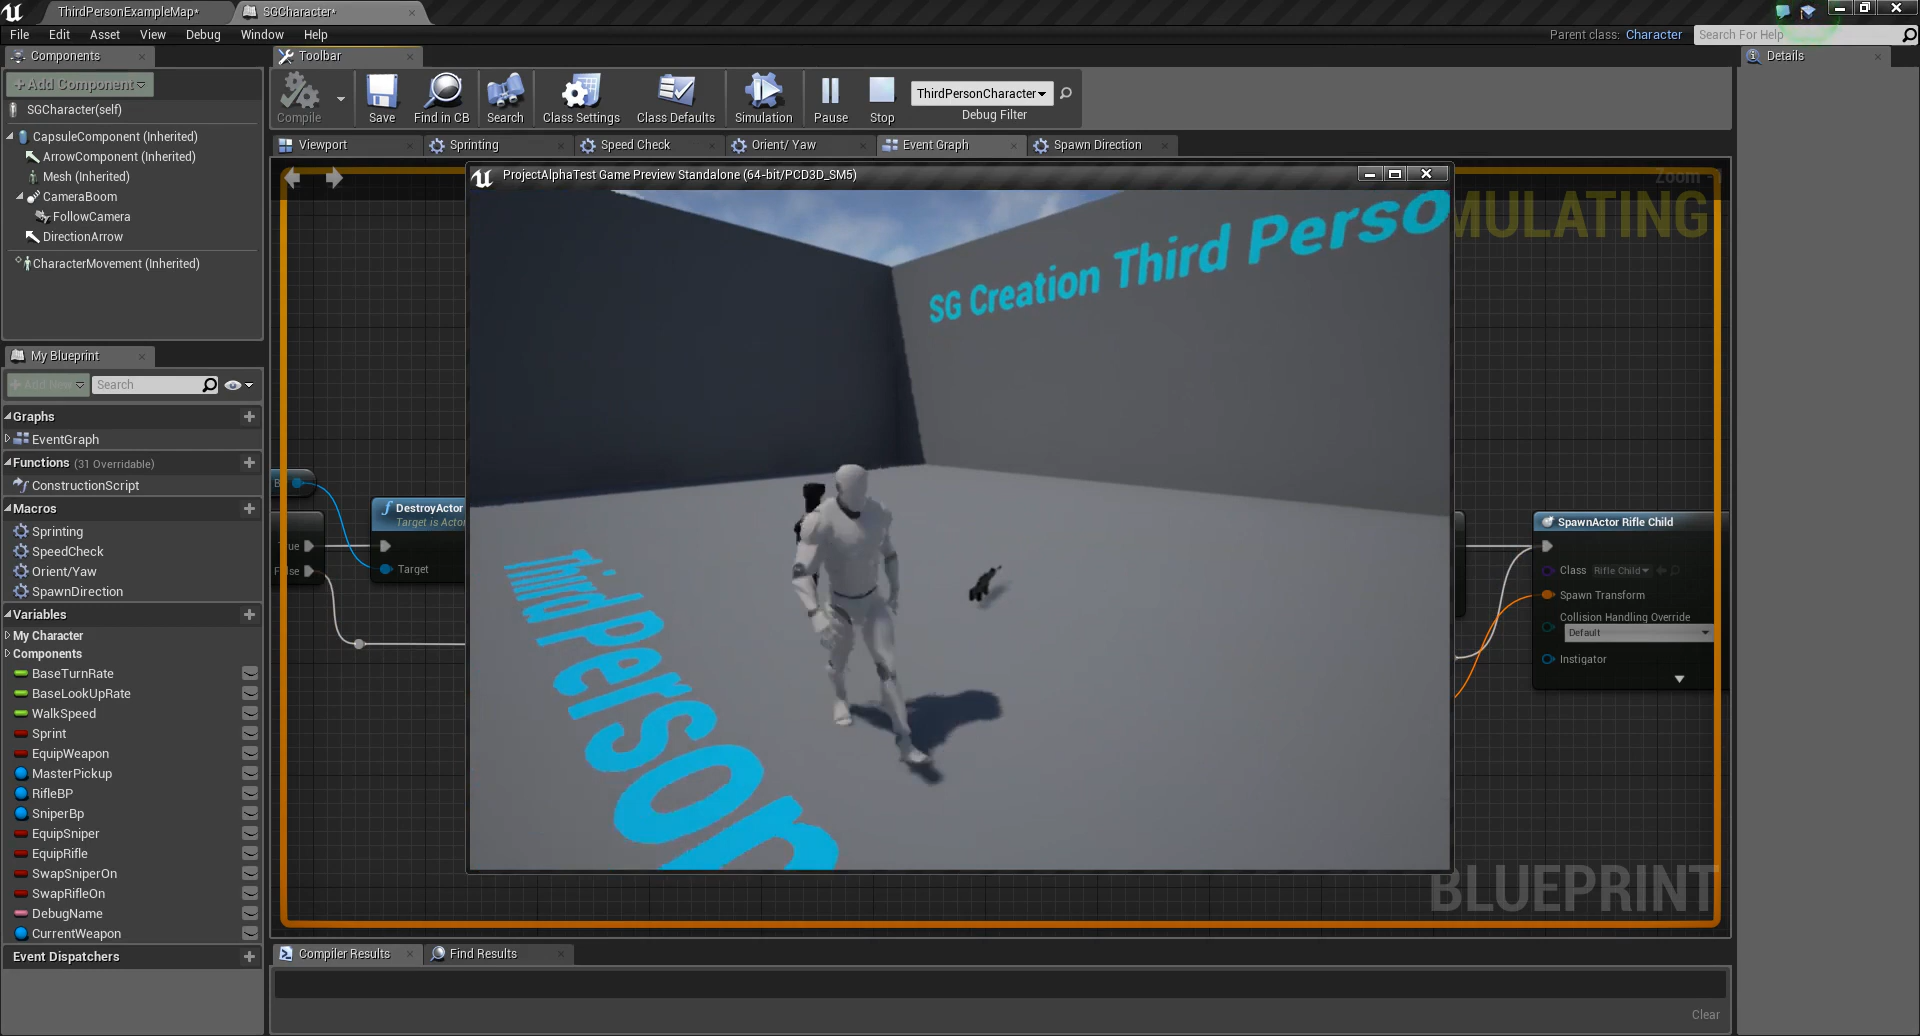 ThirdPersonExampleMap*
SGCharacter*
File Edit Asset View Debug Window Help
Parent class: Character
Search For Help
Components
Toolbar
Details
+Add Component
SGCharacter(self)
CapsuleComponent (Inherited)
ArrowComponent (Inherited)
Mesh (Inherited)
CameraBoom
FollowCamera
DirectionArrow
CharacterMovement (Inherited)
Compile
Save
Find in CB
Search
Class Settings
Class Defaults
Simulation
Pause
Stop
ThirdPersonCharacter
Debug Filter
Viewport
Sprinting
Speed Check
Orient/ Yaw
Event Graph
Spawn Direction
ProjectAlphaTest Game Preview Standalone (64-bit/PCD3D_SM5)
Zoom
MULATING
SG Creation Third Perso
Third Person
My Blueprint
+Add New
Search
Graphs
EventGraph
Functions (31 Overridable)
ConstructionScript
Macros
Sprinting
SpeedCheck
Orient/Yaw
SpawnDirection
Variables
My Character
Components
BaseTurnRate
BaseLookUpRate
WalkSpeed
Sprint
EquipWeapon
MasterPickup
RifleBP
SniperBp
EquipSniper
EquipRifle
SwapSniperOn
SwapRifleOn
DebugName
CurrentWeapon
Event Dispatchers
True
False
DestroyActor
Target is Actor
Target
SpawnActor Rifle Child
Class Rifle Child
Spawn Transform
Collision Handling Override
Default
Instigator
BLUEPRINT
Compiler Results
Find Results
Clear